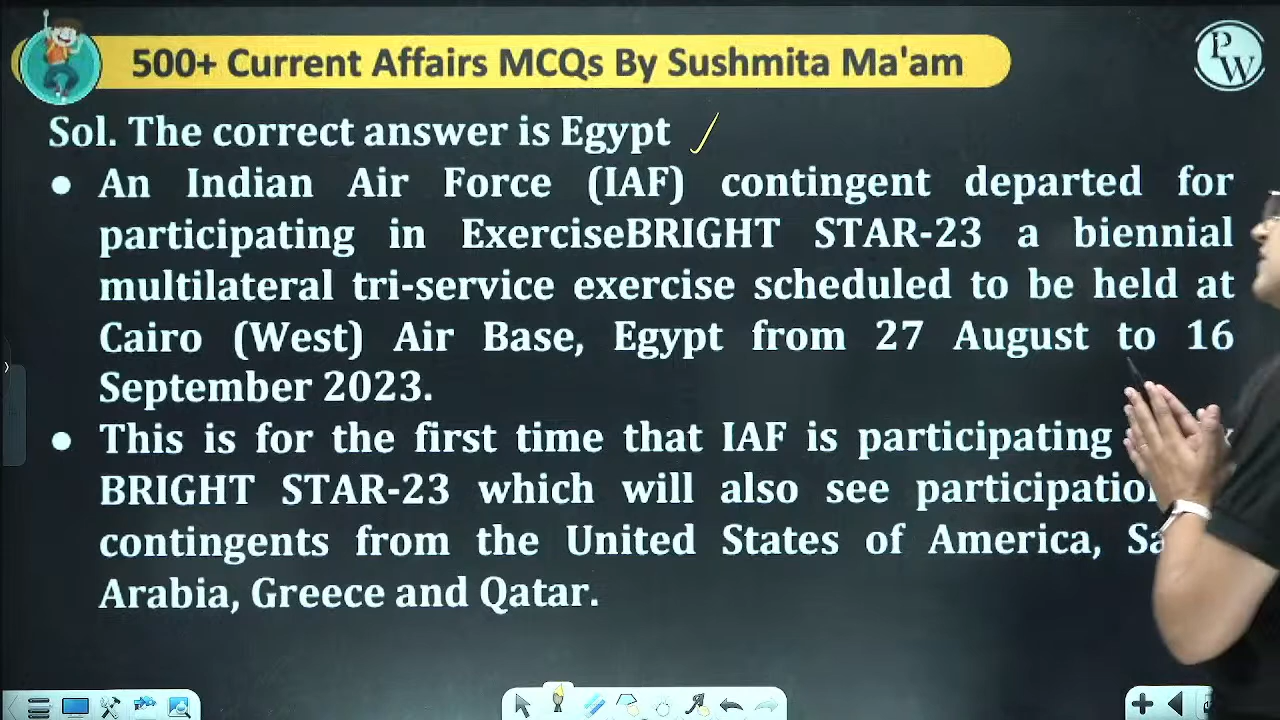 500+ Current Affairs MCQs By Sushmita Ma'am
PW
Sol. The correct answer is Egypt
● An Indian Air Force (IAF) contingent departed for
participating in ExerciseBRIGHT STAR-23 a biennial
multilateral tri-service exercise scheduled to be held at
Cairo (West) Air Base, Egypt from 27 August to 16
September 2023.
● This is for the first time that IAF is participating
BRIGHT STAR-23 which will also see
contingents from the United States of America,
Arabia, Greece and Qatar.